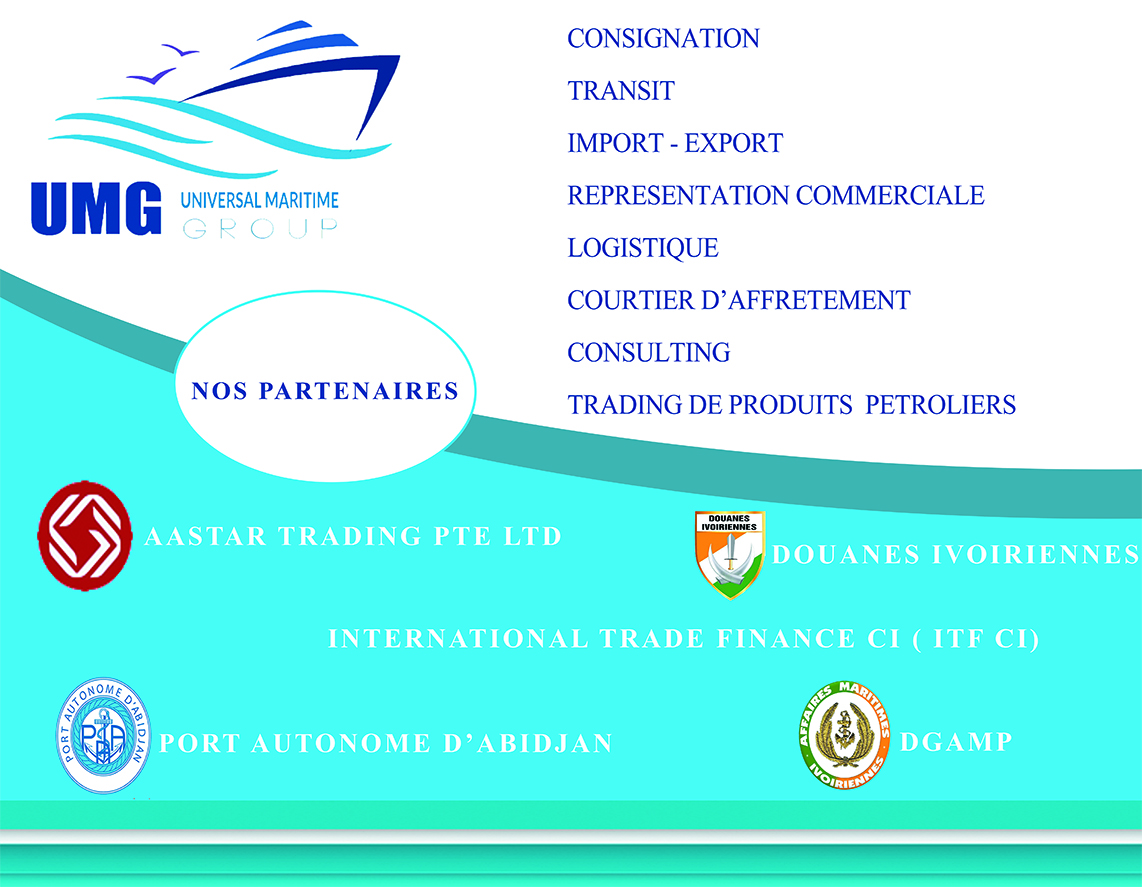 UMG UNIVERSAL MARITIME
GROUP
CONSIGNATION
TRANSIT
IMPORT - EXPORT
REPRESENTATION COMMERCIALE
LOGISTIQUE
COURTIER D’AFFRETEMENT
CONSULTING
TRADING DE PRODUITS PETROLIERS
NOS PARTENAIRES
AASTAR TRADING PTE LTD
DOUANES
IVOIRIENNES
DOUANES IVOIRIENNES
INTERNATIONAL TRADE FINANCE CI ( ITF CI)
PORT AUTONOME D'ABIDJAN
PAA
PORT AUTONOME D’ABIDJAN
AFFAIRES MARITIMES
IVOIRIENNES
DGAMP